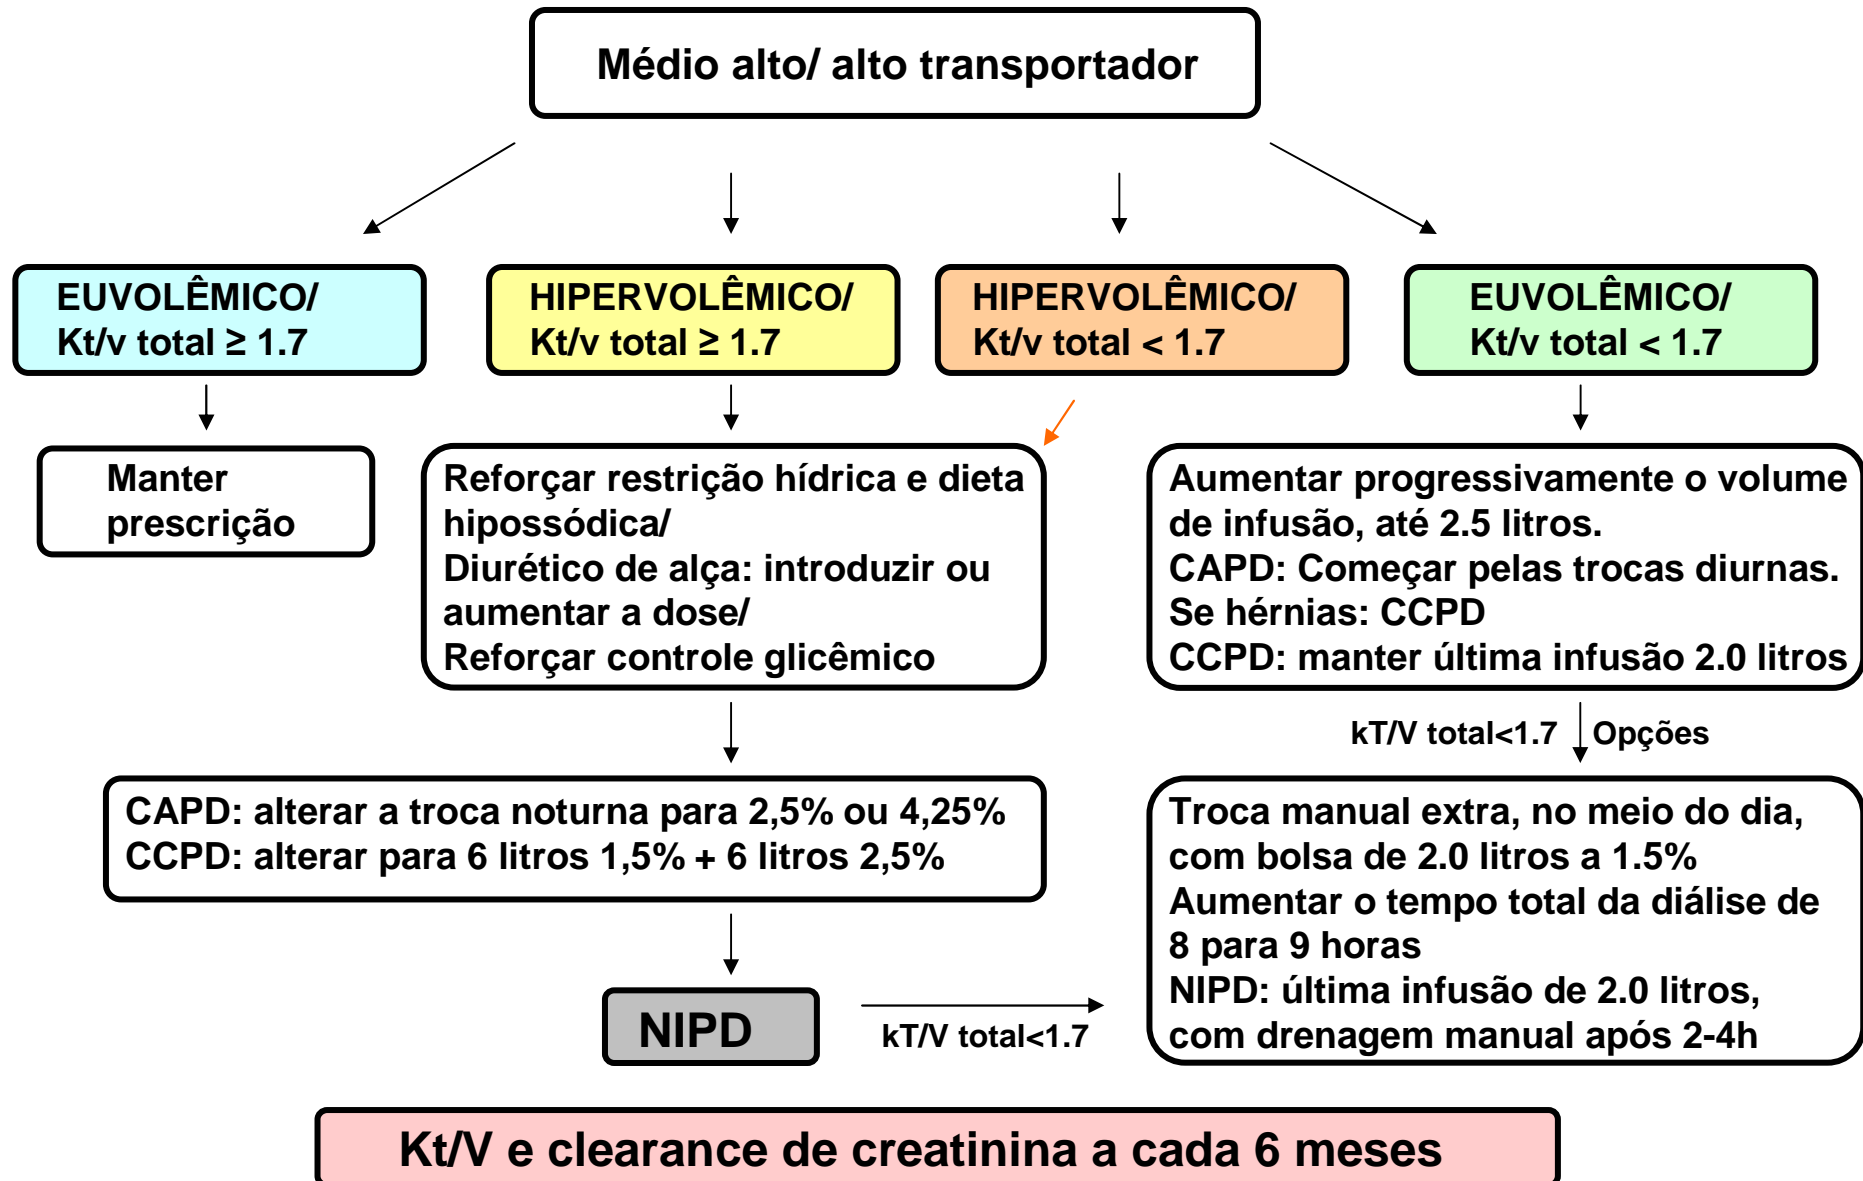 Médio alto/ alto transportador
EUVOLÊMICO/
Kt/v total ≥ 1.7
HIPERVOLÊMICO/
Kt/v total ≥ 1.7
HIPERVOLÊMICO/
Kt/v total < 1.7
EUVOLÊMICO/
Kt/v total < 1.7
Manter
prescrição
Reforçar restrição hídrica e dieta
hipossódica/
Diurético de alça: introduzir ou
aumentar a dose/
Reforçar controle glicêmico
Aumentar progressivamente o volume
de infusão, até 2.5 litros.
CAPD: Começar pelas trocas diurnas.
Se hérnias: CCPD
CCPD: manter última infusão 2.0 litros
kT/V total<1.7 Opções
CAPD: alterar a troca noturna para 2,5% ou 4,25%
CCPD: alterar para 6 litros 1,5% + 6 litros 2,5%
Troca manual extra, no meio do dia,
com bolsa de 2.0 litros a 1.5%
Aumentar o tempo total da diálise de
8 para 9 horas
NIPD: última infusão de 2.0 litros,
com drenagem manual após 2-4h
NIPD
kT/V total<1.7
Kt/V e clearance de creatinina a cada 6 meses